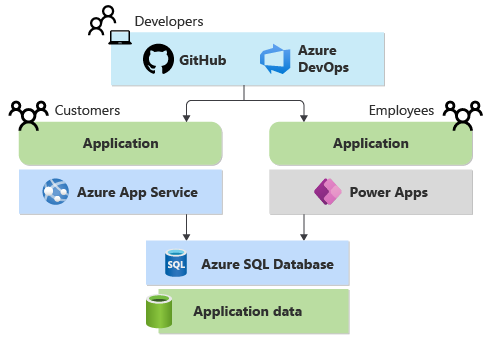 Developers
GitHub
Azure
DevOps
Customers
Employees
Application
Application
Azure App Service
Power Apps
SQL
Azure SQL Database
Application data